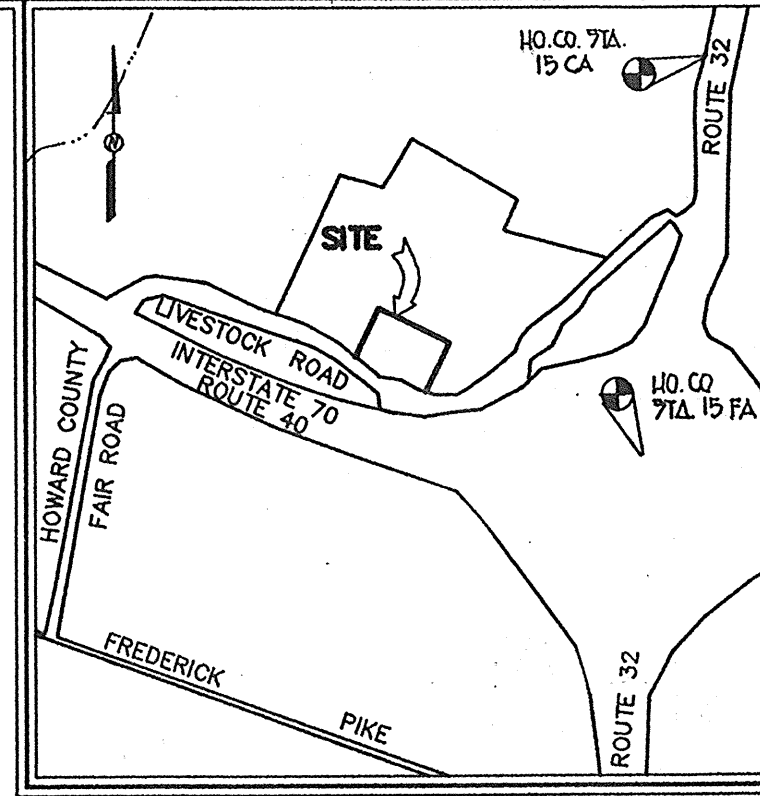 HO.CO. STA.
15 CA
ROUTE 32
N
SITE
LIVESTOCK ROAD
INTERSTATE 70
ROUTE 40
HO. CO
STA. 15 FA
HOWARD COUNTY
FAIR ROAD
FREDERICK PIKE
ROUTE 32